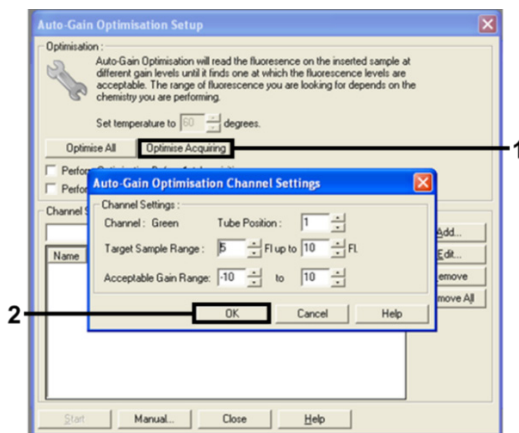 Auto-Gain Optimisation Setup
Optimisation :
Auto-Gain Optimisation will read the fluoresence on the inserted sample at
different gain levels until it finds one at which the fluorescence levels are
acceptable. The range of fluorescence you are looking for depends on the
chemistry you are performing.
Set temperature to 60 degrees.
Optimise All Optimise Acquiring
1
Perform
Perfor
Auto-Gain Optimisation Channel Settings
Channel S
Channel Settings :
Channel : Green Tube Position : 1
Add...
Target Sample Range : 5 Fl up to 10 Fl.
Name
Edit...
Acceptable Gain Range: -10 to 10
emove
move All
2
OK Cancel Help
Start Manual... Close Help